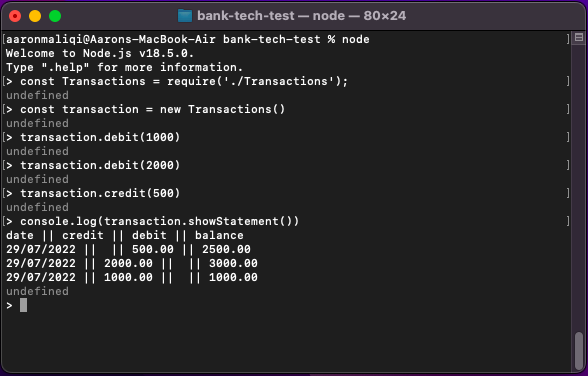 bank-tech-test — node — 80×24
[aaronmaliqi@Aarons-MacBook-Air bank-tech-test % node ]
Welcome to Node.js v18.5.0.
Type ".help" for more information.
[> const Transactions = require('./Transactions'); ]
undefined
[> const transaction = new Transactions() ]
undefined
[> transaction.debit(1000) ]
undefined
[> transaction.debit(2000) ]
undefined
[> transaction.credit(500) ]
undefined
[> console.log(transaction.showStatement()) ]
date || credit || debit || balance
29/07/2022 ||  || 500.00 || 2500.00
29/07/2022 || 2000.00 ||  || 3000.00
29/07/2022 || 1000.00 ||  || 1000.00
undefined
>